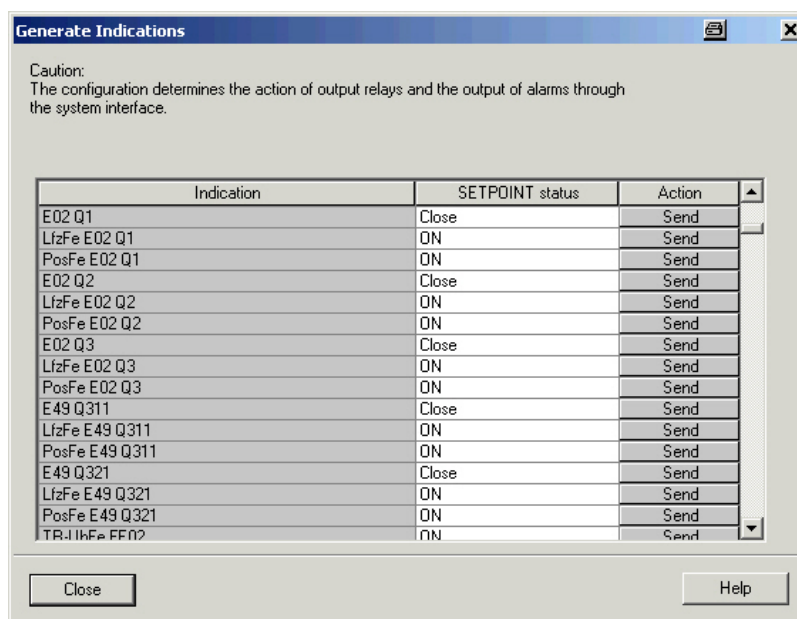 Generate Indications
Caution:
The configuration determines the action of output relays and the output of alarms through
the system interface.
Indication SETPOINT status Action
E02 Q1 Close Send
LfzFe E02 Q1 ON Send
PosFe E02 Q1 ON Send
E02 Q2 Close Send
LfzFe E02 Q2 ON Send
PosFe E02 Q2 ON Send
E02 Q3 Close Send
LfzFe E02 Q3 ON Send
PosFe E02 Q3 ON Send
E49 Q311 Close Send
LfzFe E49 Q311 ON Send
PosFe E49 Q311 ON Send
E49 Q321 Close Send
LfzFe E49 Q321 ON Send
PosFe E49 Q321 ON Send
ON Send
Close Help